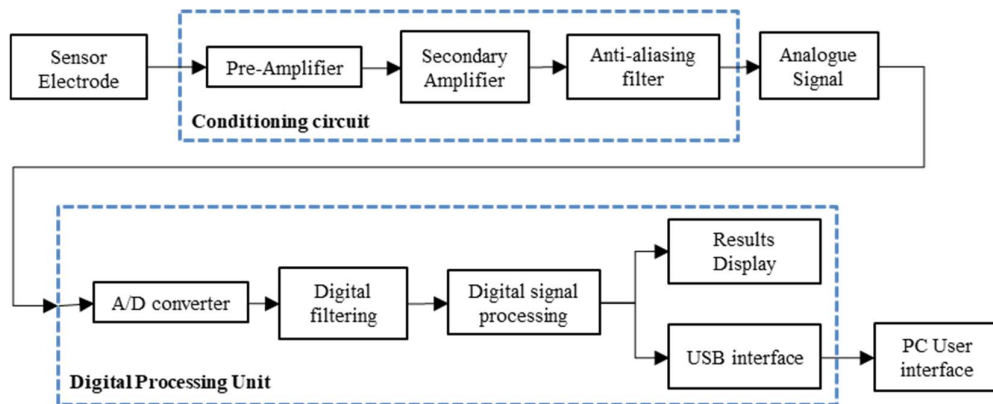 Sensor
Electrode
Pre-Amplifier
Secondary
Amplifier
Anti-aliasing
filter
Analogue
Signal
Conditioning circuit
A/D converter
Digital
filtering
Digital signal
processing
Results
Display
USB interface
PC User
interface
Digital Processing Unit